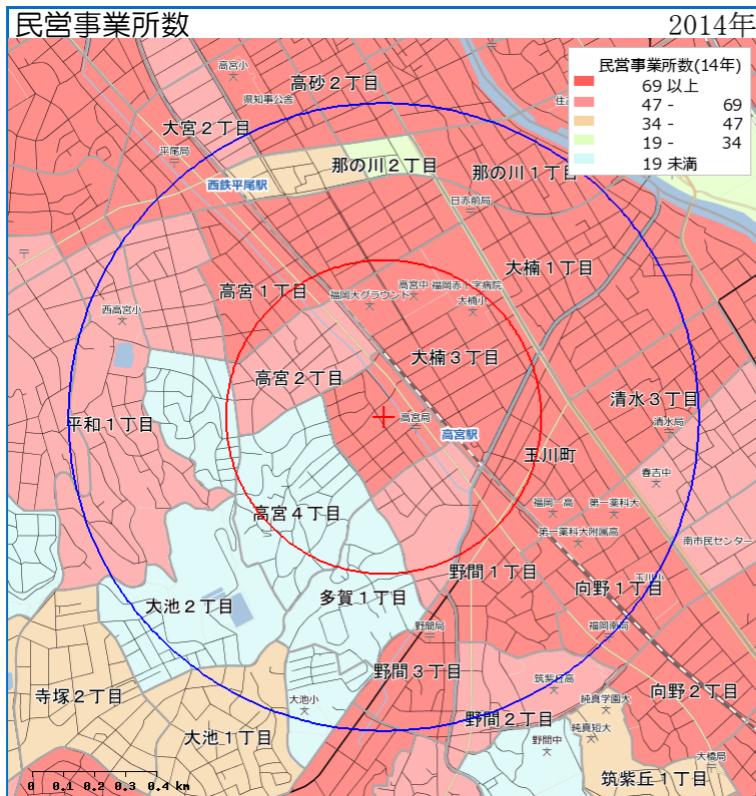 民営事業所数
2014年
民営事業所数(14年)
69 以上
47 - 69
34 - 47
19 - 34
19 未満
高宮小
県知事公舎
高砂２丁目
大宮２丁目
平尾局
西鉄平尾駅
那の川２丁目
那の川１丁目
日赤前局
大楠１丁目
高宮１丁目
高宮中
福岡赤十字病院
福岡大グラウンド
大楠小
西高宮小
大楠３丁目
高宮２丁目
清水３丁目
平和１丁目
高宮局
清水局
高宮駅
玉川町
春吉中
福岡一高
第一薬科大
高宮４丁目
第一薬科大附属高
南市民センター
野間１丁目
玉川小
向野１丁目
大池２丁目
多賀１丁目
野間局
福岡南局
野間３丁目
筑紫丘高
寺塚２丁目
大池小
純真学園大
向野２丁目
野間２丁目
純真短大
大池１丁目
野間中
大橋局
筑紫丘１丁目
0 0.1 0.2 0.3 0.4 km